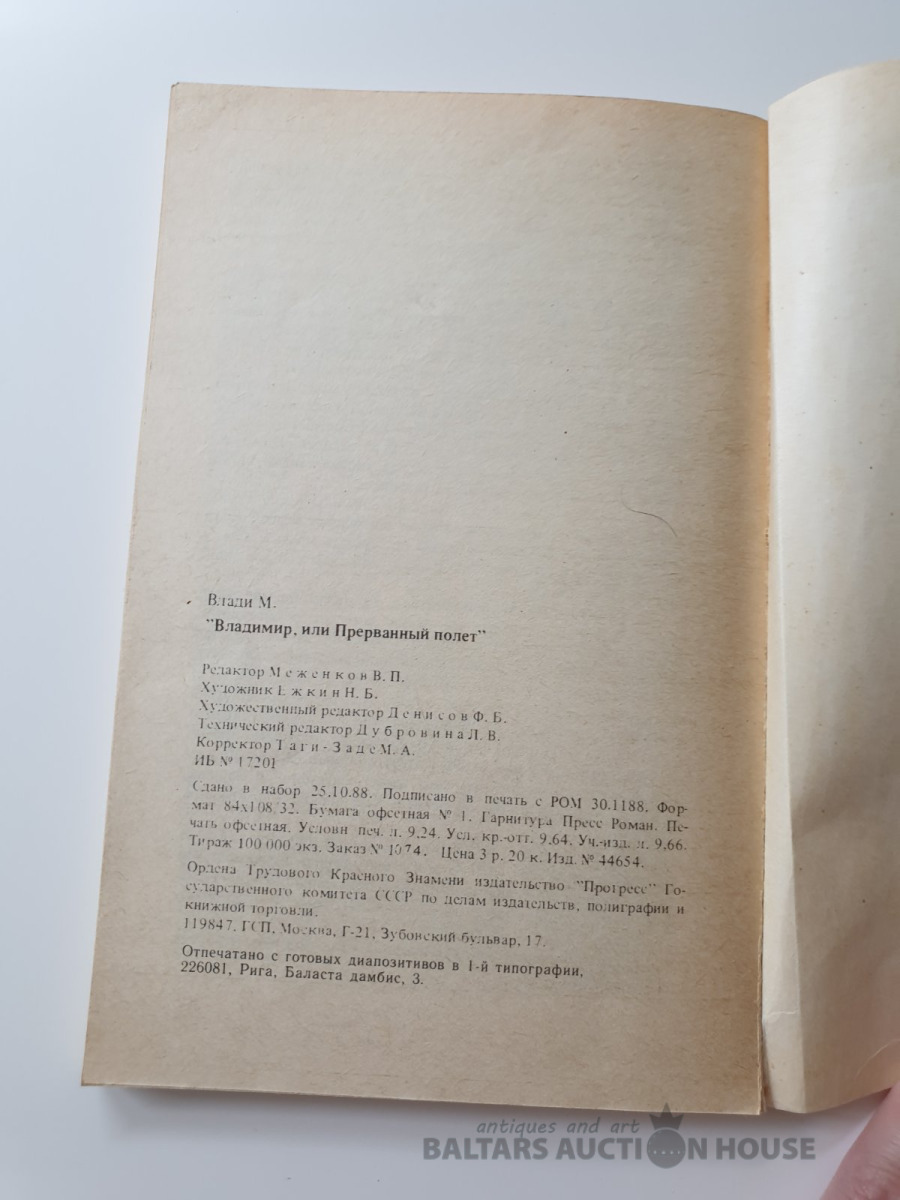 Влади М.
"Владимир, или Прерванный полет"
Редактор М е ж е н к о в В. П.
Художник Е ж к и н Н. Б.
Художественный редактор Д е н и с о в Ф. Б.
Технический редактор Д у б р о в и н а Л. В.
Корректор Т а г и - З а д е М. А.
ИБ № 17201
Сдано в набор 25.10.88. Подписано в печать с РОМ 30.1188. Фор-
мат 84х108/32. Бумага офсетная № 1. Гарнитура Пресс Роман. Пе-
чать офсетная. Условн печ. л. 9.24. Усл. кр.-отт. 9.64. Уч.-изд. л. 9.66.
Тираж 100 000 экз. Заказ № 1074. Цена 3 р. 20 к. Изд. № 44654.
Ордена Трудового Красного Знамени издательство "Прогресс" Го-
сударственного комитета СССР по делам издательств, полиграфии и
книжной торговли.
119847, ГСП, Москва, Г-21, Зубовский бульвар, 17.
Отпечатано с готовых диапозитивов в 1-й типографии,
226081, Рига, Баласта дамбис, 3.
antiques and art
BALTARS AUCTION HOUSE